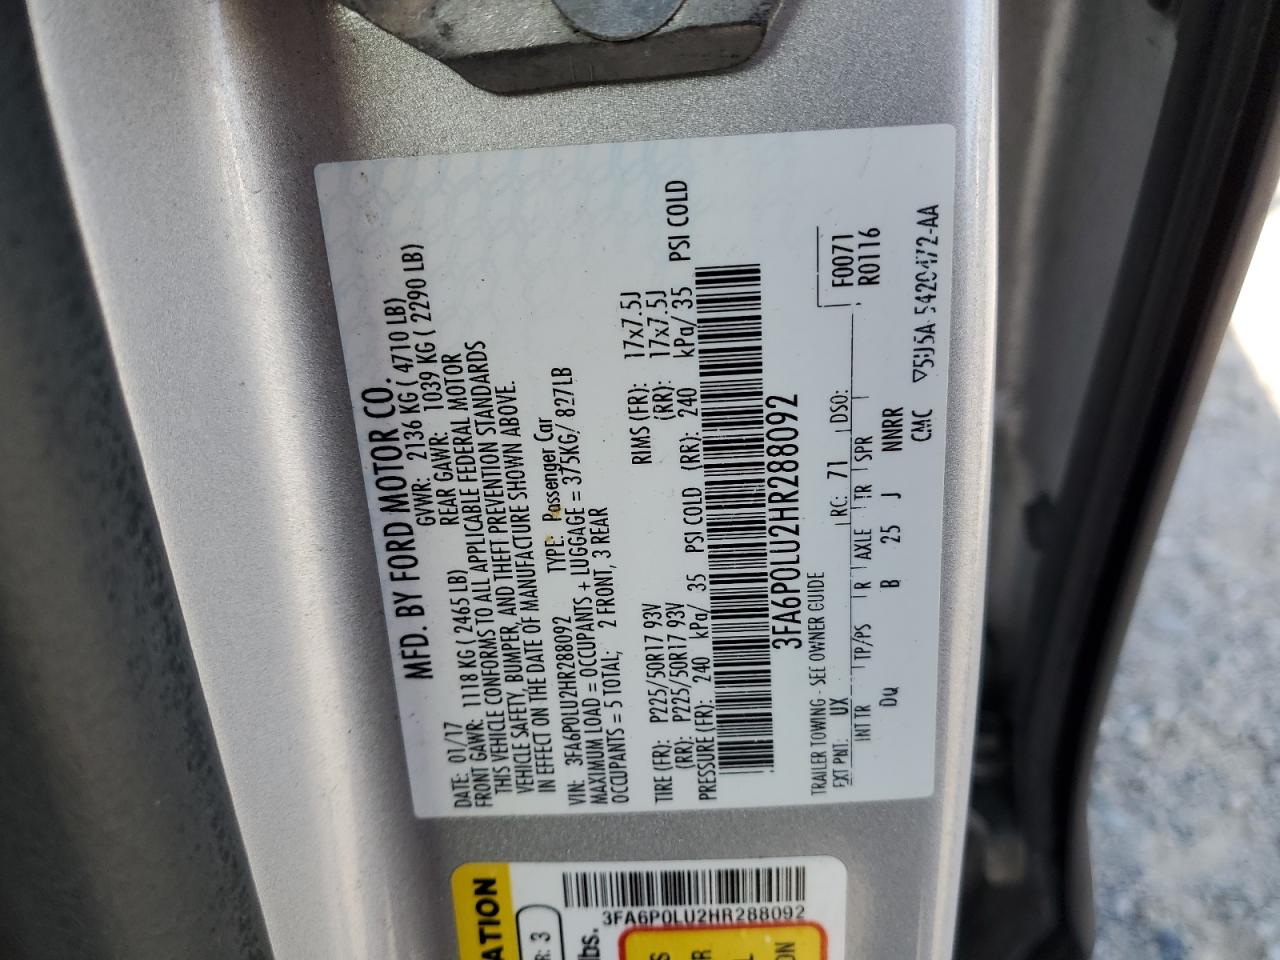 MFD. BY FORD MOTOR CO.
DATE: 01/17 GVWR: 2136 KG ( 4710 LB)
FRONT GAWR: 1118 KG ( 2465 LB) REAR GAWR: 1039 KG ( 2290 LB)
THIS VEHICLE CONFORMS TO ALL APPLICABLE FEDERAL MOTOR
VEHICLE SAFETY, BUMPER, AND THEFT PREVENTION STANDARDS
IN EFFECT ON THE DATE OF MANUFACTURE SHOWN ABOVE.
VIN: 3FA6P0LU2HR288092 TYPE: Passenger Car
MAXIMUM LOAD = OCCUPANTS + LUGGAGE = 375KG/ 827LB
OCCUPANTS = 5 TOTAL; 2 FRONT, 3 REAR
TIRE (FR): P225/50R17 93V RIMS (FR): 17x7.5J
(RR): P225/50R17 93V (RR): 17x7.5J
PRESSURE (FR): 240 kPa/ 35 PSI COLD (RR): 240 kPa/ 35 PSI COLD
3FA6P0LU2HR288092
TRAILER TOWING - SEE OWNER GUIDE F0071
EXT PNT: UX RC: 71 DSO: R0116
INT TR TP/PS R AXLE TR SPR
Du B 25 J NNRR
CMC
3FA6P0LU2HR288092